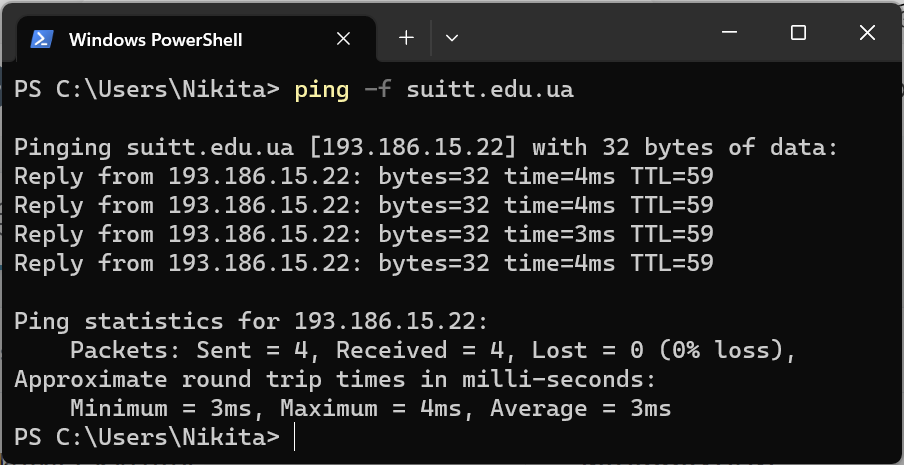 Windows PowerShell
PS C:\Users\Nikita> ping -f suitt.edu.ua
Pinging suitt.edu.ua [193.186.15.22] with 32 bytes of data:
Reply from 193.186.15.22: bytes=32 time=4ms TTL=59
Reply from 193.186.15.22: bytes=32 time=4ms TTL=59
Reply from 193.186.15.22: bytes=32 time=3ms TTL=59
Reply from 193.186.15.22: bytes=32 time=4ms TTL=59
Ping statistics for 193.186.15.22:
    Packets: Sent = 4, Received = 4, Lost = 0 (0% loss),
Approximate round trip times in milli-seconds:
    Minimum = 3ms, Maximum = 4ms, Average = 3ms
PS C:\Users\Nikita>